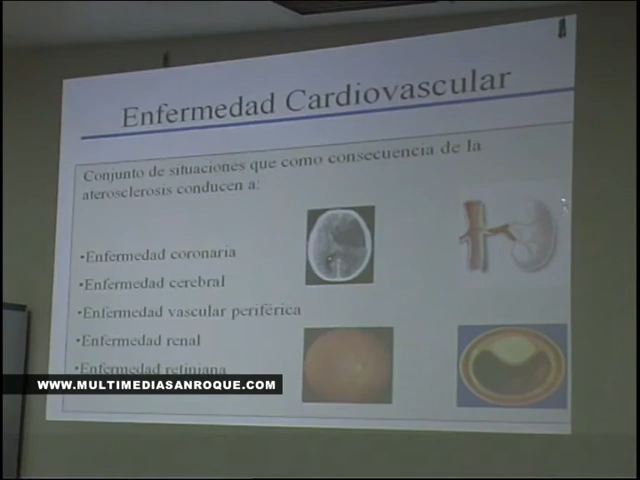 Enfermedad Cardiovascular
Conjunto de situaciones que como consecuencia de la
aterosclerosis conducen a:
•Enfermedad coronaria
•Enfermedad cerebral
•Enfermedad vascular periférica
•Enfermedad renal
•Enfermedad retiniana
WWW.MULTIMEDIASANROQUE.COM